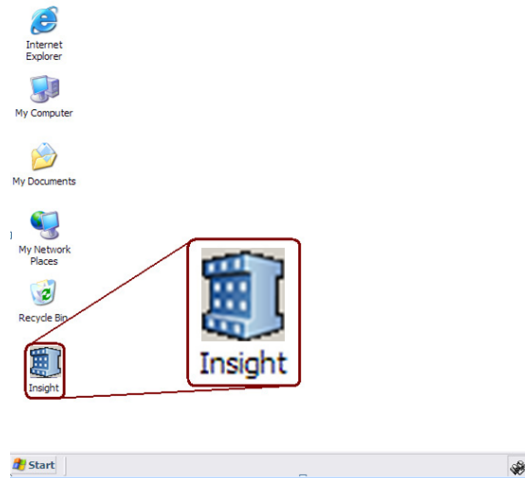 Internet
Explorer
My Computer
My Documents
My Network
Places
Recycle Bin
Insight
Insight
Start